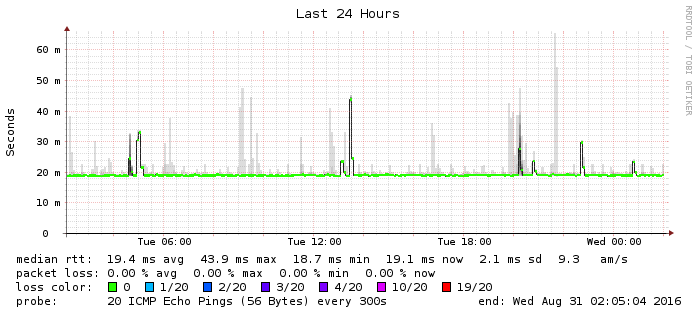 Last 24 Hours
RRDTOOL / TOBI OETIKER
Seconds
60 m
50 m
40 m
30 m
20 m
10 m
0
Tue 06:00 Tue 12:00 Tue 18:00 Wed 00:00
median rtt: 19.4 ms avg 43.9 ms max 18.7 ms min 19.1 ms now 2.1 ms sd 9.3 am/s
packet loss: 0.00 % avg 0.00 % max 0.00 % min 0.00 % now
loss color: 0 1/20 2/20 3/20 4/20 10/20 19/20
probe: 20 ICMP Echo Pings (56 Bytes) every 300s end: Wed Aug 31 02:05:04 2016